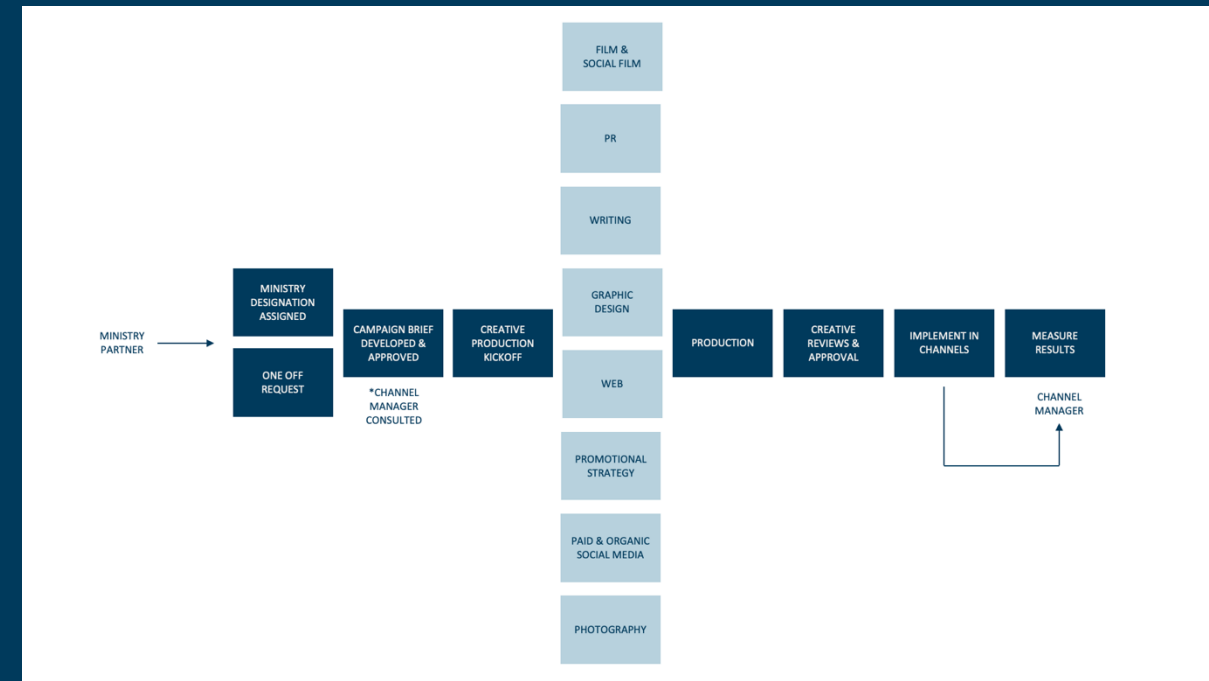 MINISTRY
PARTNER
MINISTRY
DESIGNATION
ASSIGNED
ONE OFF
REQUEST
CAMPAIGN BRIEF
DEVELOPED &
APPROVED
*CHANNEL
MANAGER
CONSULTED
CREATIVE
PRODUCTION
KICKOFF
FILM &
SOCIAL FILM
PR
WRITING
GRAPHIC
DESIGN
WEB
PROMOTIONAL
STRATEGY
PAID & ORGANIC
SOCIAL MEDIA
PHOTOGRAPHY
PRODUCTION
CREATIVE
REVIEWS &
APPROVAL
IMPLEMENT IN
CHANNELS
MEASURE
RESULTS
CHANNEL
MANAGER